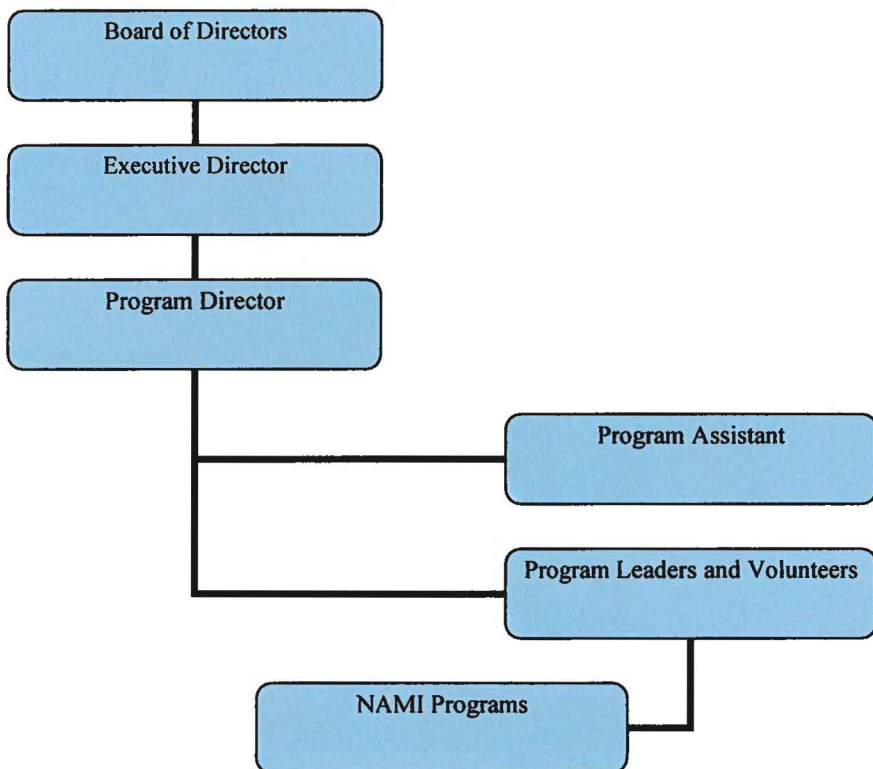 Board of Directors
Executive Director
Program Director
Program Assistant
Program Leaders and Volunteers
NAMI Programs